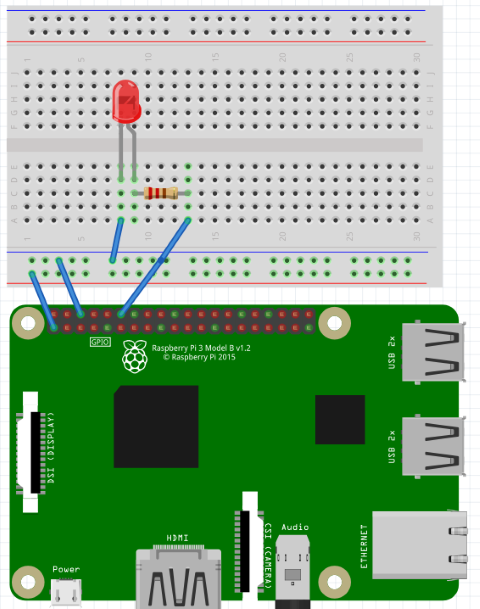 1 5 10 15 20 25 30
J
I
H
G
F
J
I
H
G
F
E
D
C
B
A
E
D
C
B
A
1 5 10 15 20 25 30
GPIO
Raspberry Pi 3 Model B v1.2
© Raspberry Pi 2015
USB 2x
DSI (DISPLAY)
USB 2x
HDMI
CSI (CAMERA)
Audio
ETHERNET
Power